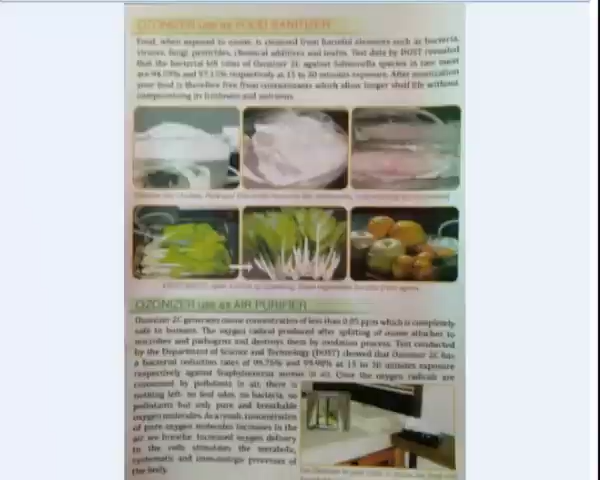 OZONIZER use as FOOD SANITIZER
Food, when exposed to ozone, is cleansed from harmful elements such as bacteria,
viruses, fungi, pesticides, chemical additives and toxins. Test data by DOST revealed
that the bacterial kill rates of Ozonizer 2C against Salmonella species in raw meat
are and 97.13% respectively at 15 to 30 minutes exposure. After ozonization
your food is therefore free from contaminants which allow longer shelf life without
compromising its freshness and nutrients.
OZONIZER use as AIR PURIFIER
Ozonizer 2C generates ozone concentration of less than 0.05 ppm which is completely
safe to humans. The oxygen radical produced after splitting of ozone attaches to
microbes and pathogens and destroys them by oxidation process. Test conducted
by the Department of Science and Technology (DOST) showed that Ozonizer 2C has
a bacterial reduction rates of 99.75% and 99.98% at 15 to 30 minutes exposure
respectively against Staphylococcus aureus in air. Once the oxygen radicals are
consumed by pollutants in air, there is
nothing left, no foul odor, no bacteria, no
pollutants but only pure and breathable
oxygen molecules. As a result, concentration
of pure oxygen molecules increases in the
air we breathe. Increased oxygen delivery
to the cells stimulates the metabolic,
systematic and immunologic processes of
the body.